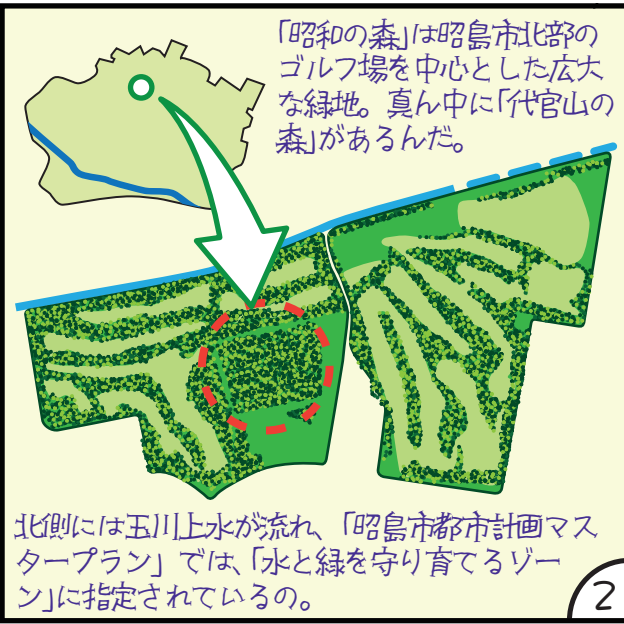 「昭和の森」は昭島市北部の
ゴルフ場を中心とした広大
な緑地。真ん中に「代官山の
森」があるんだ。
北側には玉川上水が流れ、「昭島市都市計画マス
タープラン」では、「水と緑を守り育てるゾー
ン」に指定されているの。
2